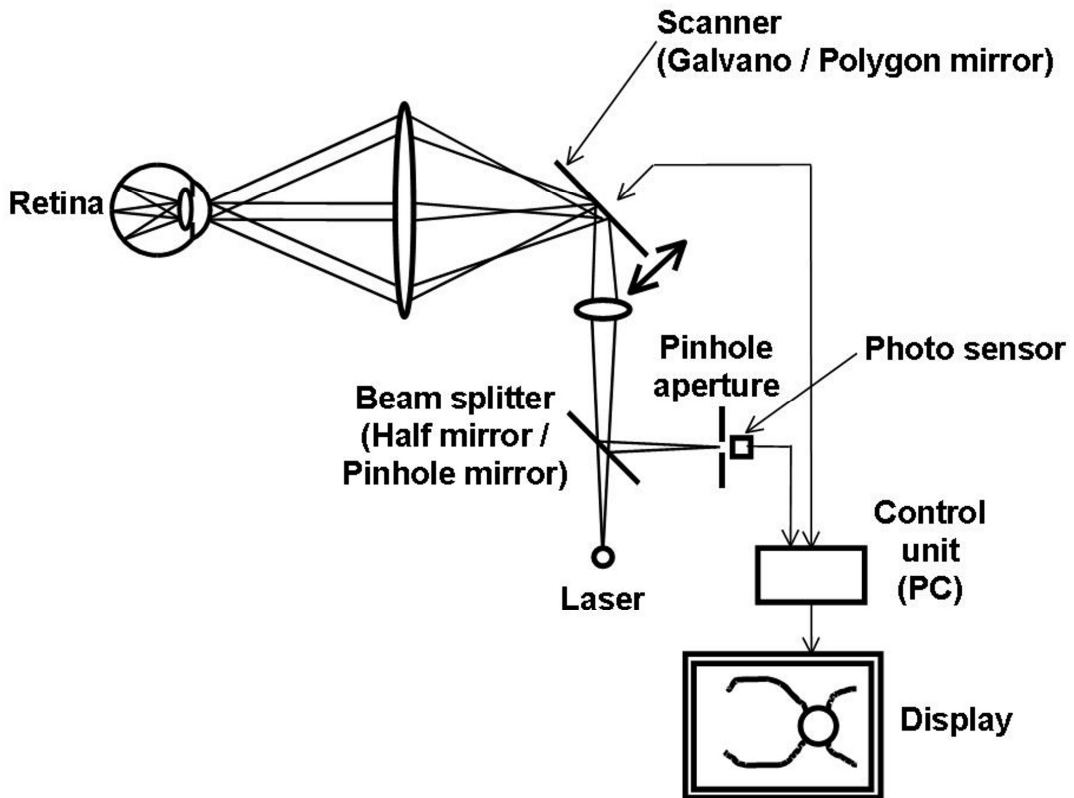 Scanner
(Galvano / Polygon mirror)
Retina
Pinhole
aperture
Photo sensor
Beam splitter
(Half mirror /
Pinhole mirror)
Control
unit
(PC)
Laser
Display